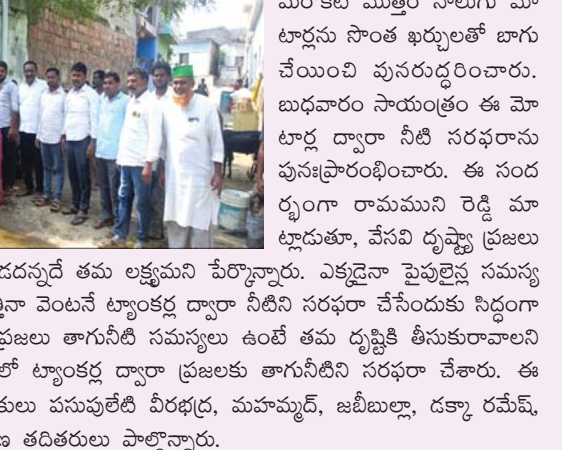 మరొకటి మొత్తం నాలుగు మో
టార్లను సొంత ఖర్చులతో బాగు
చేయించి పునరుద్ధరించారు.
బుధవారం సాయంత్రం ఈ మో
టార్ల ద్వారా నీటి సరఫరాను
పునఃప్రారంభించారు. ఈ సంద
ర్భంగా రామముని రెడ్డి మా
ట్లాడుతూ, వేసవి దృష్ట్యా ప్రజలు
డదన్నదే తమ లక్ష్యమని పేర్కొన్నారు. ఎక్కడైనా పైపులైన్ల సమస్య
త్తినా వెంటనే ట్యాంకర్ల ద్వారా నీటిని సరఫరా చేసేందుకు సిద్ధంగా
ప్రజలు తాగునీటి సమస్యలు ఉంటే తమ దృష్టికి తీసుకురావాలని
లో ట్యాంకర్ల ద్వారా ప్రజలకు తాగునీటిని సరఫరా చేశారు. ఈ
కులు పసుపులేటి వీరభద్ర, మహమ్మద్, జబీబుల్లా, డక్కా రమేష్,
ణ తదితరులు పాల్గొన్నారు.